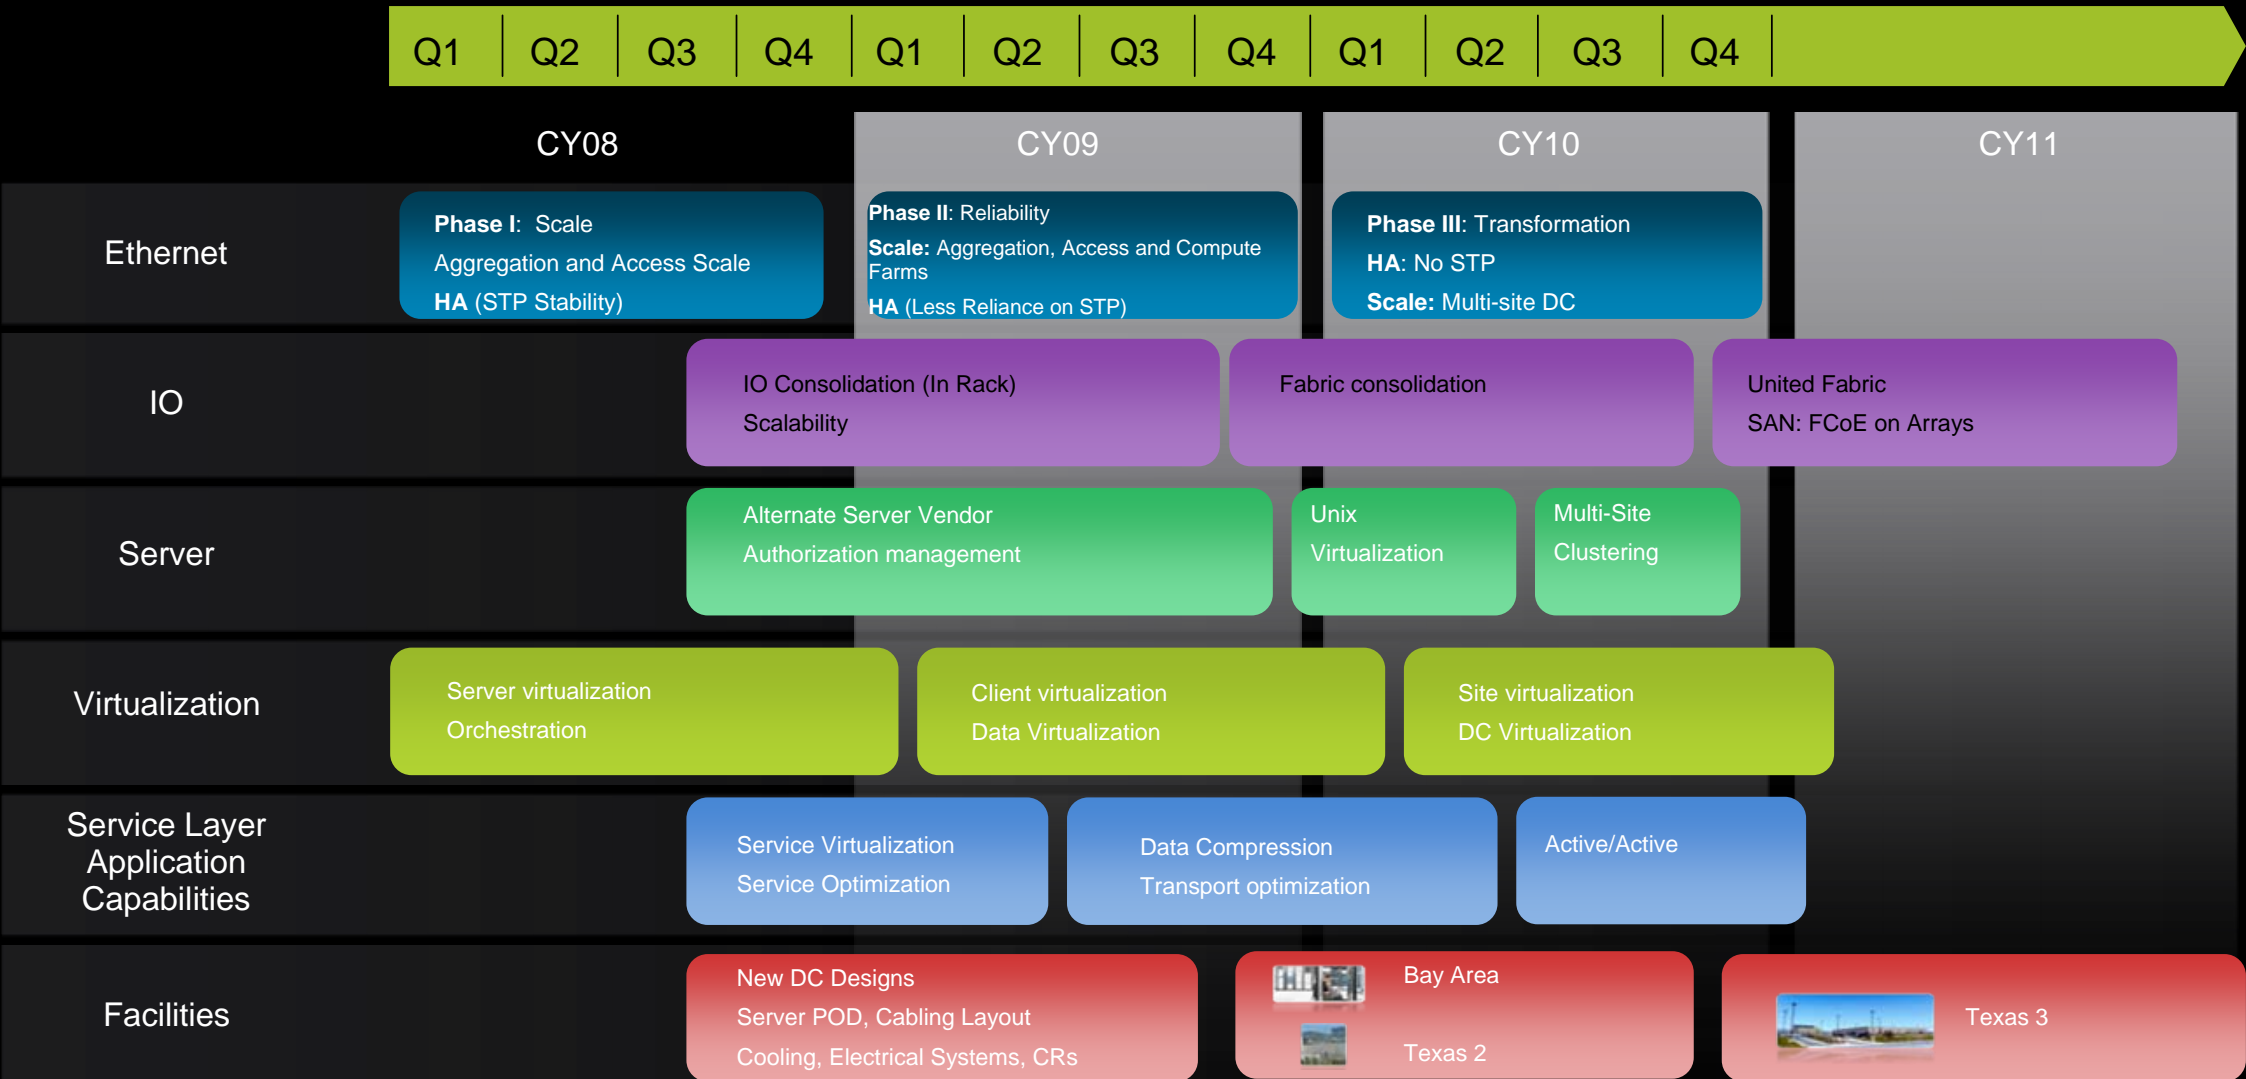 Q1 Q2 Q3 Q4 Q1 Q2 Q3 Q4 Q1 Q2 Q3 Q4
CY08 CY09 CY10 CY11
Ethernet
Phase I: Scale
Aggregation and Access Scale
HA (STP Stability)
Phase II: Reliability
Scale: Aggregation, Access and Compute
Farms
HA (Less Reliance on STP)
Phase III: Transformation
HA: No STP
Scale: Multi-site DC
IO
IO Consolidation (In Rack)
Scalability
Fabric consolidation
United Fabric
SAN: FCoE on Arrays
Server
Alternate Server Vendor
Authorization management
Unix
Virtualization
Multi-Site
Clustering
Virtualization
Server virtualization
Orchestration
Client virtualization
Data Virtualization
Site virtualization
DC Virtualization
Service Layer
Application
Capabilities
Service Virtualization
Service Optimization
Data Compression
Transport optimization
Active/Active
Facilities
New DC Designs
Server POD, Cabling Layout
Cooling, Electrical Systems, CRs
Bay Area
Texas 2
Texas 3